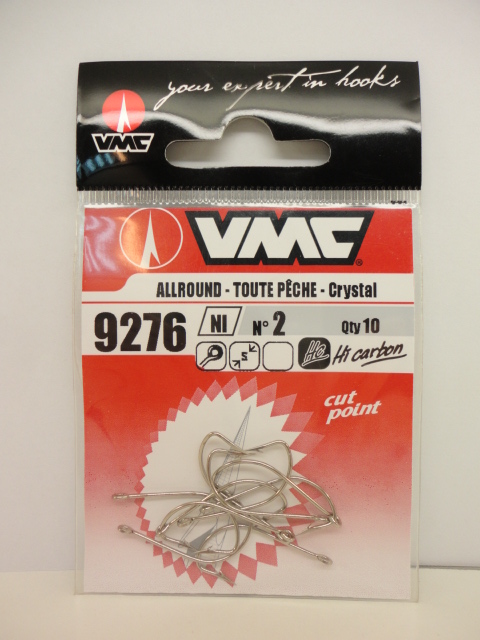 your expert in hooks
VMC
VMC®
ALLROUND - TOUTE PÊCHE - Crystal
9276 NI N° 2 Qty 10
S Hc Hi carbon
cut
point